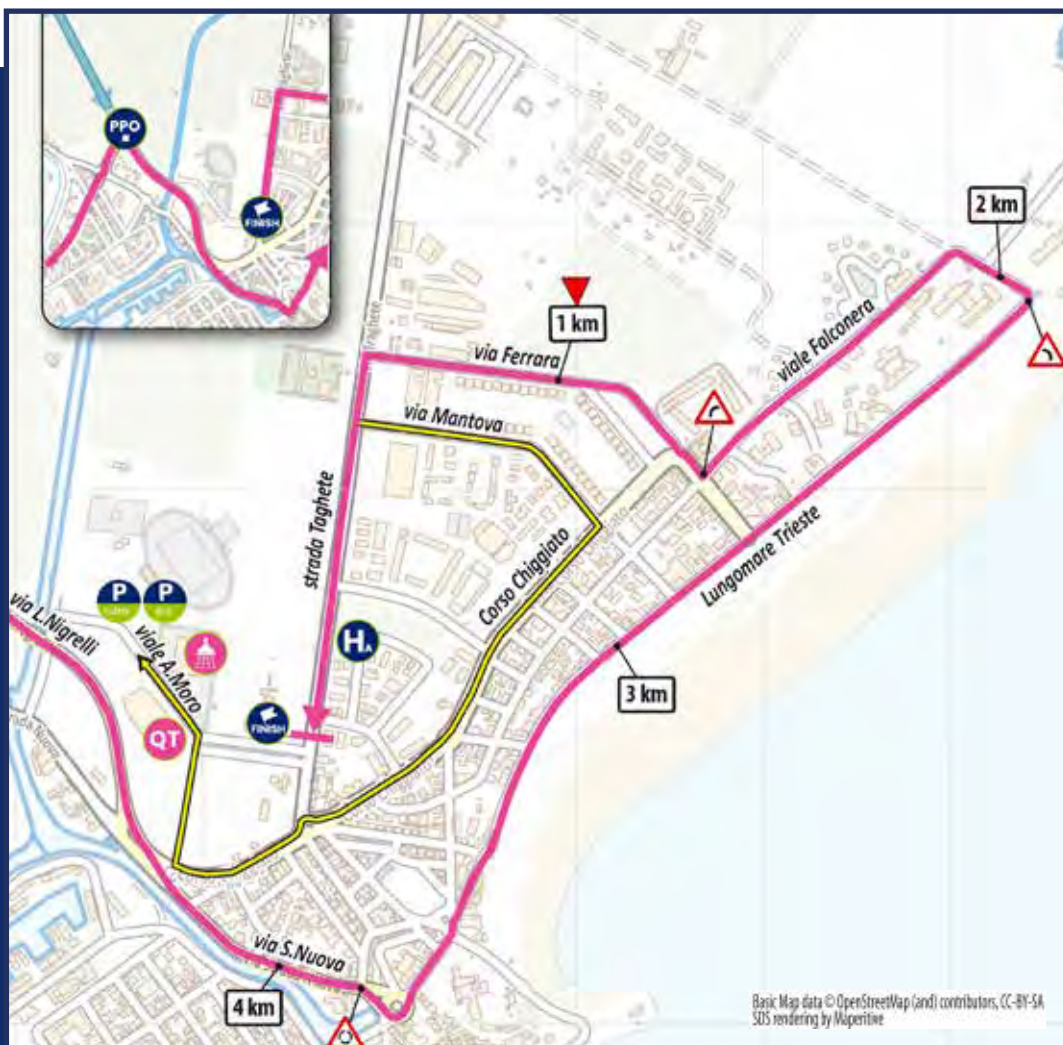 PPO
FINISH
2 km
1 km
via Ferrara
viale Falconera
via Mantova
strada Taghete
Corso Chiggiato
Lungomare Trieste
P
P
via L.Nigrelli
viale A.Moro
HA
3 km
FINISH
QT
via S.Nuova
4 km
Basic Map data © OpenStreetMap (and) contributors, CC-BY-SA
SDS rendering by Maperitive